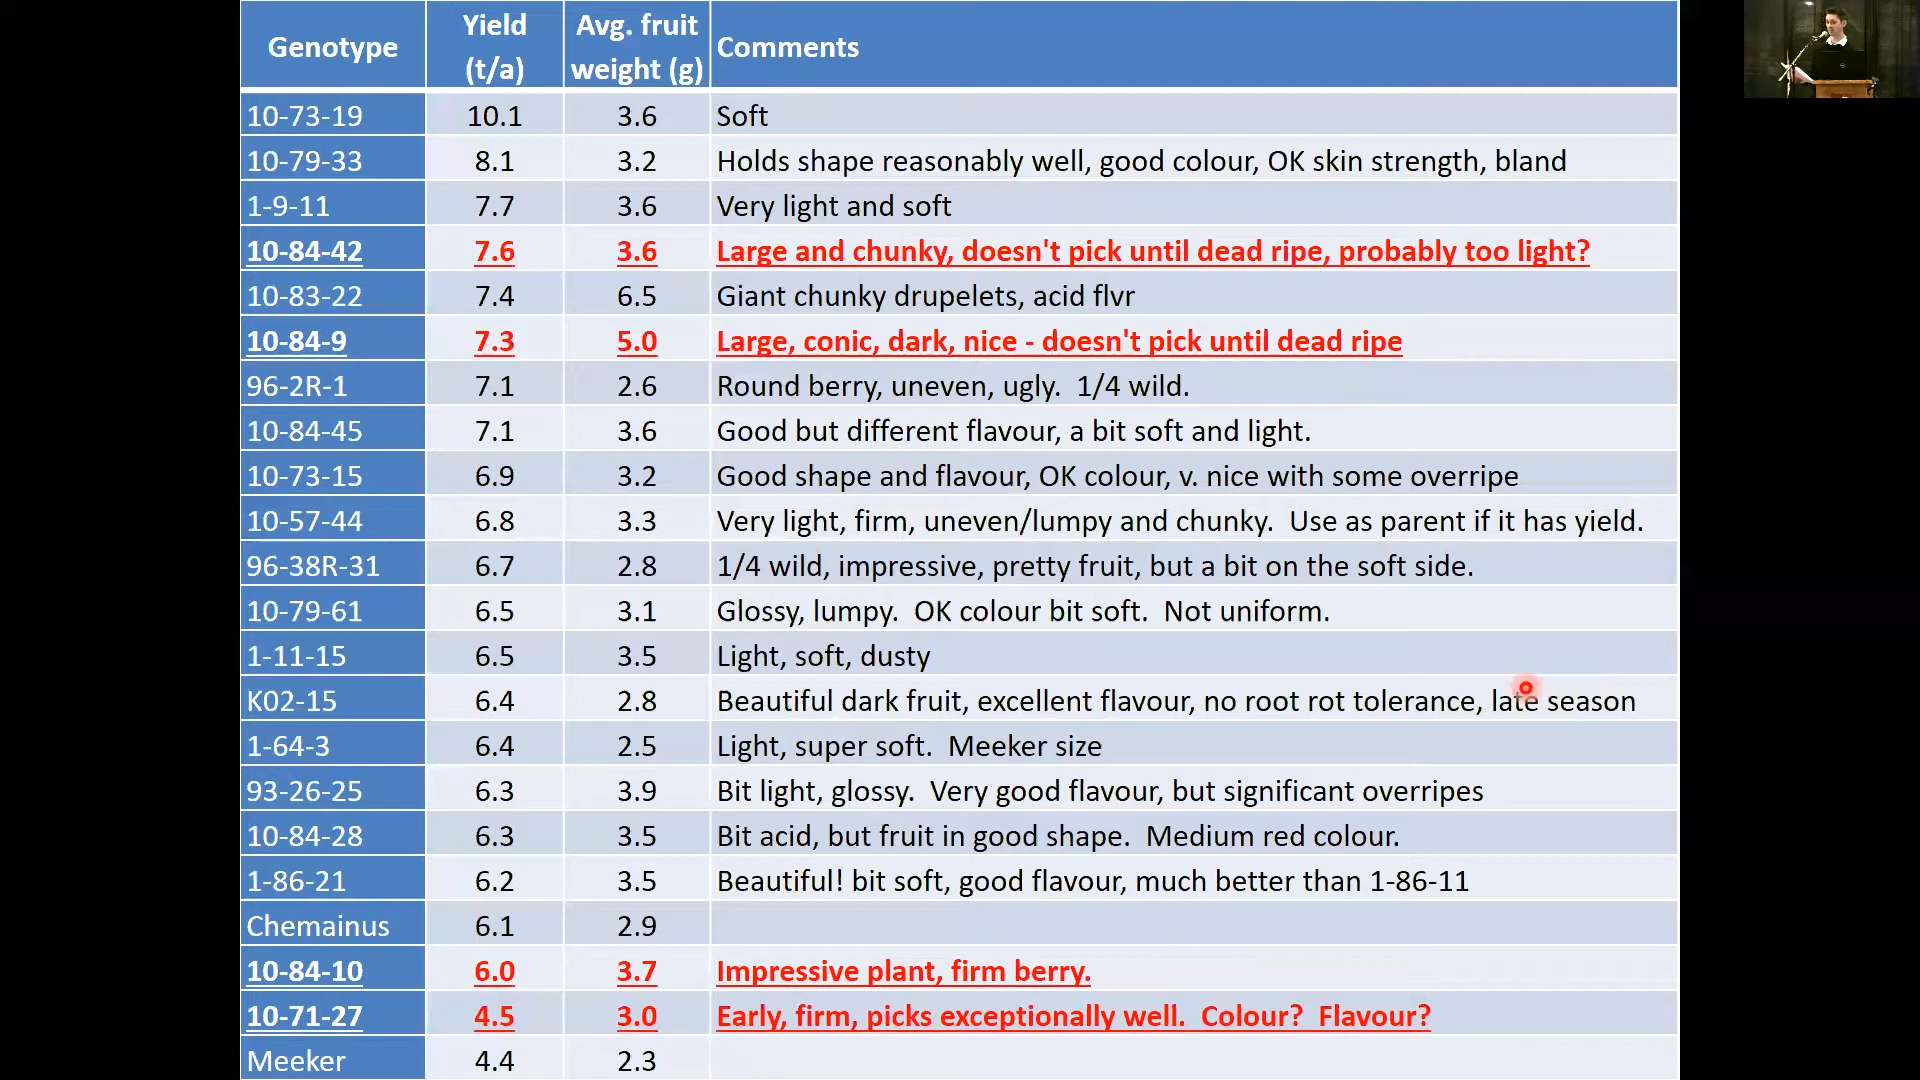 Genotype Yield (t/a) Avg. fruit weight (g) Comments
10-73-19 10.1 3.6 Soft
10-79-33 8.1 3.2 Holds shape reasonably well, good colour, OK skin strength, bland
1-9-11 7.7 3.6 Very light and soft
10-84-42 7.6 3.6 Large and chunky, doesn't pick until dead ripe, probably too light?
10-83-22 7.4 6.5 Giant chunky drupelets, acid flvr
10-84-9 7.3 5.0 Large, conic, dark, nice - doesn't pick until dead ripe
96-2R-1 7.1 2.6 Round berry, uneven, ugly. 1/4 wild.
10-84-45 7.1 3.6 Good but different flavour, a bit soft and light.
10-73-15 6.9 3.2 Good shape and flavour, OK colour, v. nice with some overripe
10-57-44 6.8 3.3 Very light, firm, uneven/lumpy and chunky. Use as parent if it has yield.
96-38R-31 6.7 2.8 1/4 wild, impressive, pretty fruit, but a bit on the soft side.
10-79-61 6.5 3.1 Glossy, lumpy. OK colour bit soft. Not uniform.
1-11-15 6.5 3.5 Light, soft, dusty
K02-15 6.4 2.8 Beautiful dark fruit, excellent flavour, no root rot tolerance, late season
1-64-3 6.4 2.5 Light, super soft. Meeker size
93-26-25 6.3 3.9 Bit light, glossy. Very good flavour, but significant overripes
10-84-28 6.3 3.5 Bit acid, but fruit in good shape. Medium red colour.
1-86-21 6.2 3.5 Beautiful! bit soft, good flavour, much better than 1-86-11
Chemainus 6.1 2.9
10-84-10 6.0 3.7 Impressive plant, firm berry.
10-71-27 4.5 3.0 Early, firm, picks exceptionally well. Colour? Flavour?
Meeker 4.4 2.3